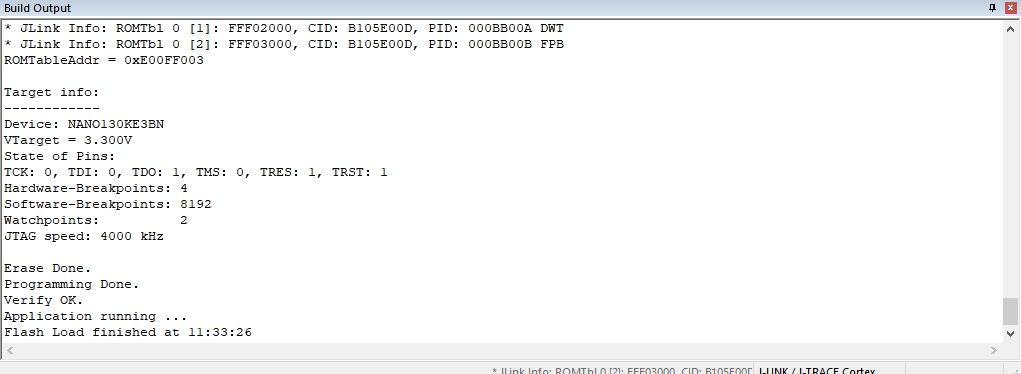 Build Output
* JLink Info: ROMTbl 0 [1]: FFF02000, CID: B105E00D, PID: 000BB00A DWT
* JLink Info: ROMTbl 0 [2]: FFF03000, CID: B105E00D, PID: 000BB00B FPB
ROMTableAddr = 0xE00FF003
Target info:
------------
Device: NANO130KE3BN
VTarget = 3.300V
State of Pins:
TCK: 0, TDI: 0, TDO: 1, TMS: 0, TRES: 1, TRST: 1
Hardware-Breakpoints: 4
Software-Breakpoints: 8192
Watchpoints: 2
JTAG speed: 4000 kHz
Erase Done.
Programming Done.
Verify OK.
Application running ...
Flash Load finished at 11:33:26
* JLink Info: ROMTbl 0 [2]: FFF03000, CID: B105E00D J-LINK / J-TRACE Cortex